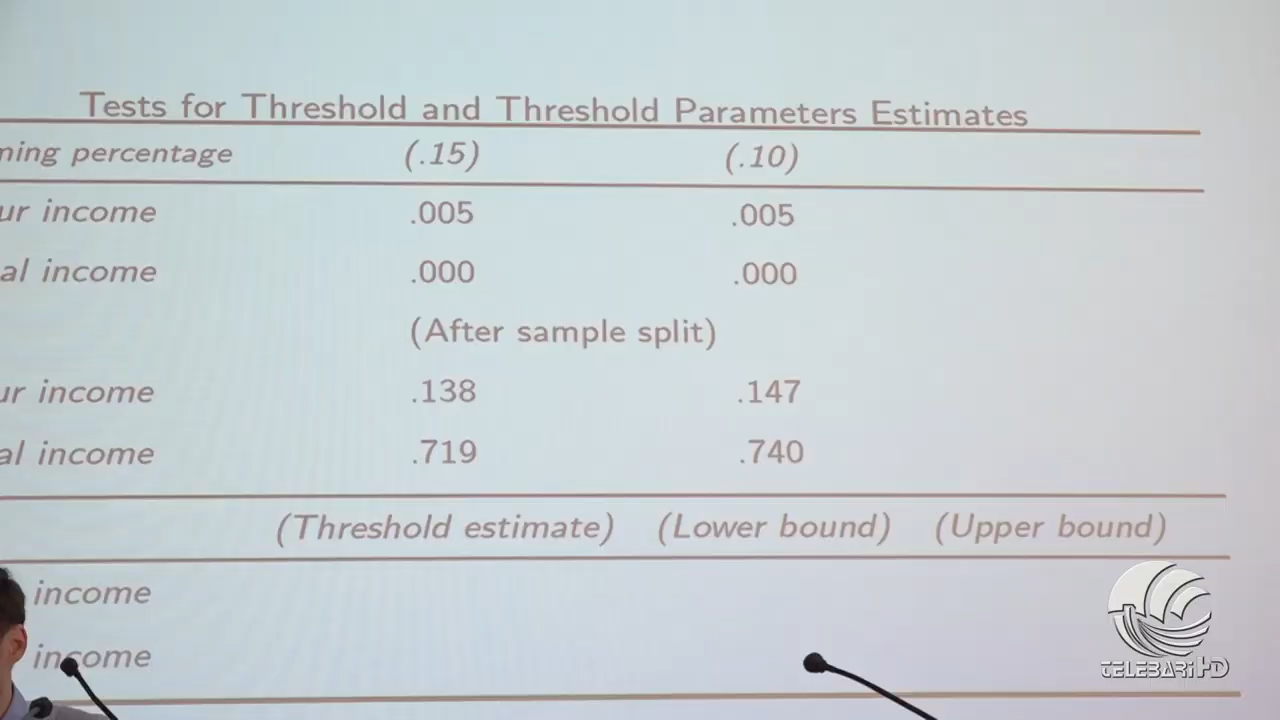 Tests for Threshold and Threshold Parameters Estimates
ming percentage (.15) (.10)
ur income .005 .005
al income .000 .000
(After sample split)
ur income .138 .147
al income .719 .740
(Threshold estimate) (Lower bound) (Upper bound)
income
income
TELEBARI HD